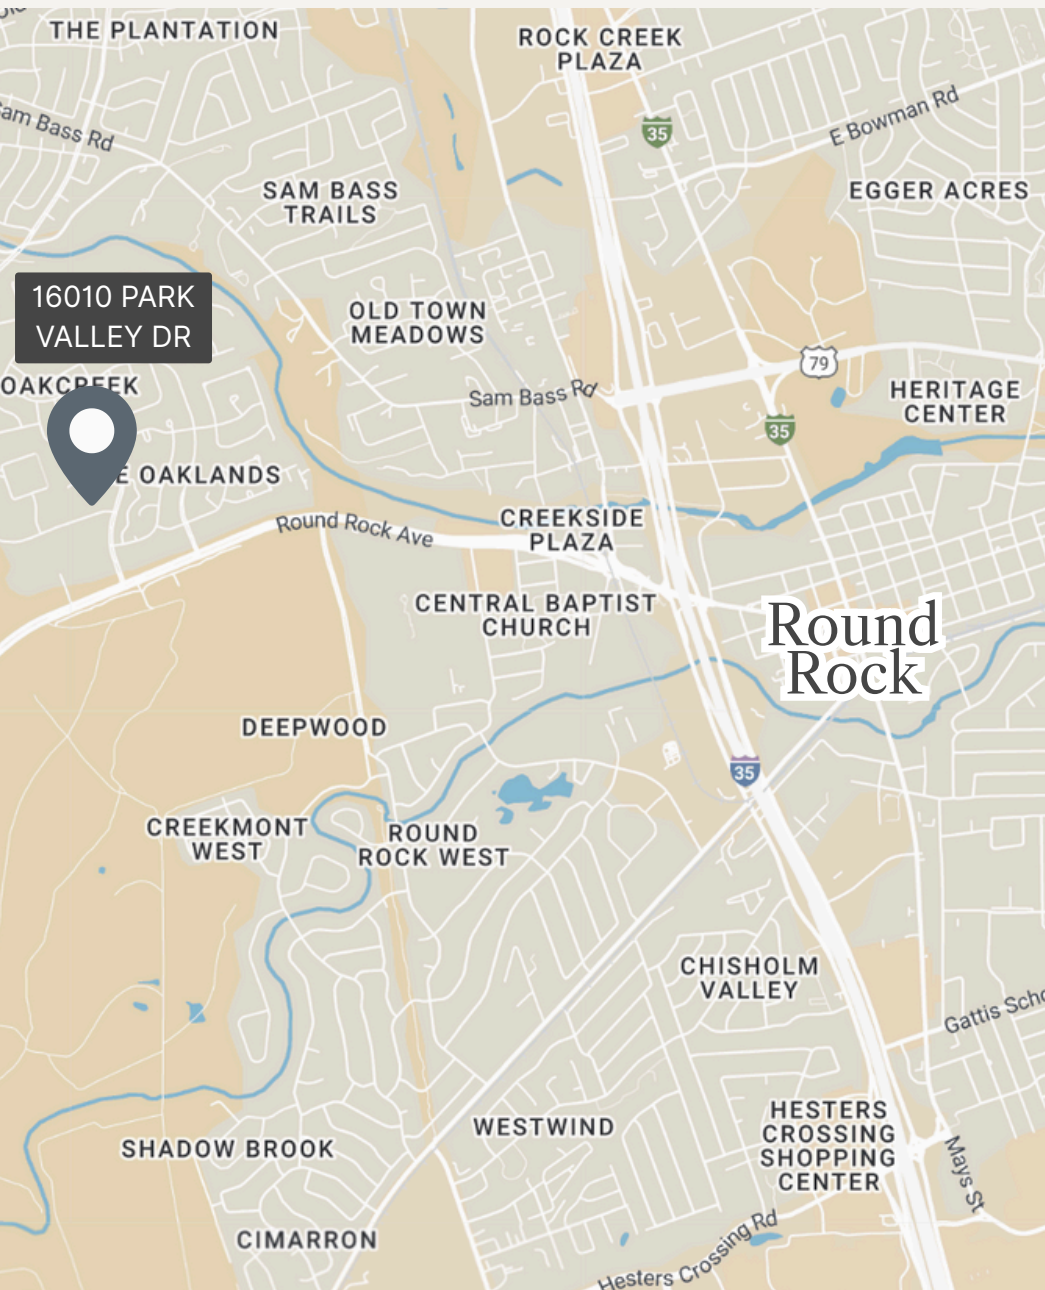 THE PLANTATION
ROCK CREEK
PLAZA
35
E Bowman Rd
am Bass Rd
SAM BASS
TRAILS
EGGER ACRES
16010 PARK
VALLEY DR
OLD TOWN
MEADOWS
79
OAKCREEK
Sam Bass Rd
HERITAGE
CENTER
35
E OAKLANDS
Round Rock Ave
CREEKSIDE
PLAZA
CENTRAL BAPTIST
CHURCH
Round
Rock
DEEPWOOD
35
CREEKMONT
WEST
ROUND
ROCK WEST
CHISHOLM
VALLEY
Gattis Scho
HESTERS
CROSSING
SHOPPING
CENTER
WESTWIND
SHADOW BROOK
Mays St
CIMARRON
Hesters Crossing Rd